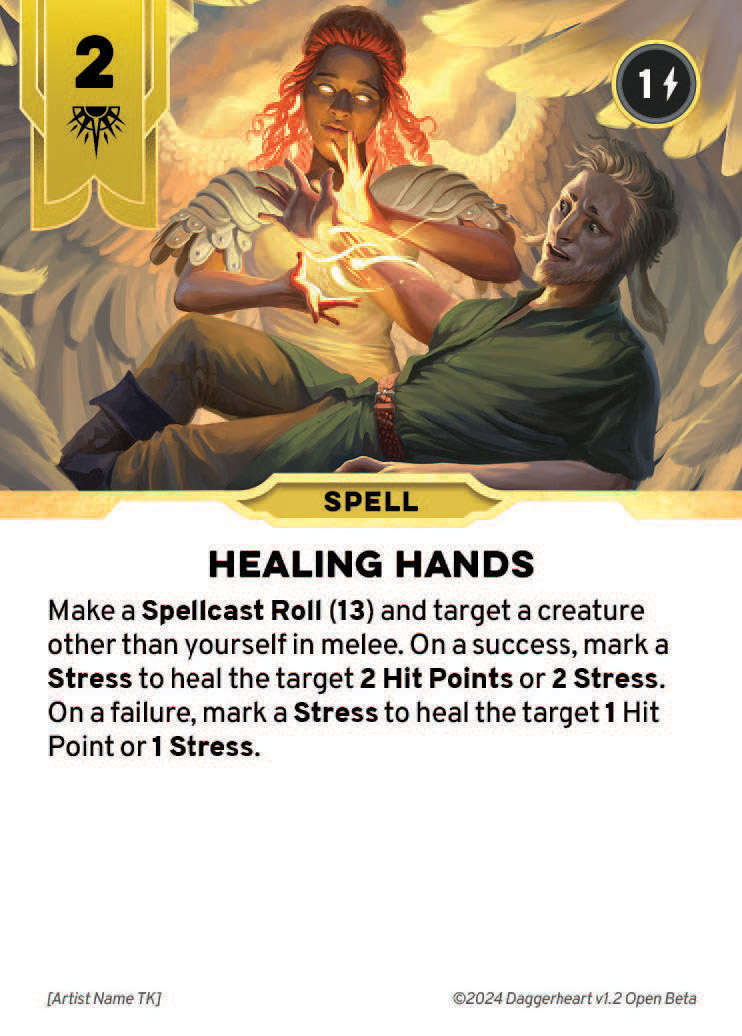 2
1
SPELL
HEALING HANDS
Make a Spellcast Roll (13) and target a creature
other than yourself in melee. On a success, mark a
Stress to heal the target 2 Hit Points or 2 Stress.
On a failure, mark a Stress to heal the target 1 Hit
Point or 1 Stress.
[Artist Name TK]
©2024 Daggerheart v1.2 Open Beta